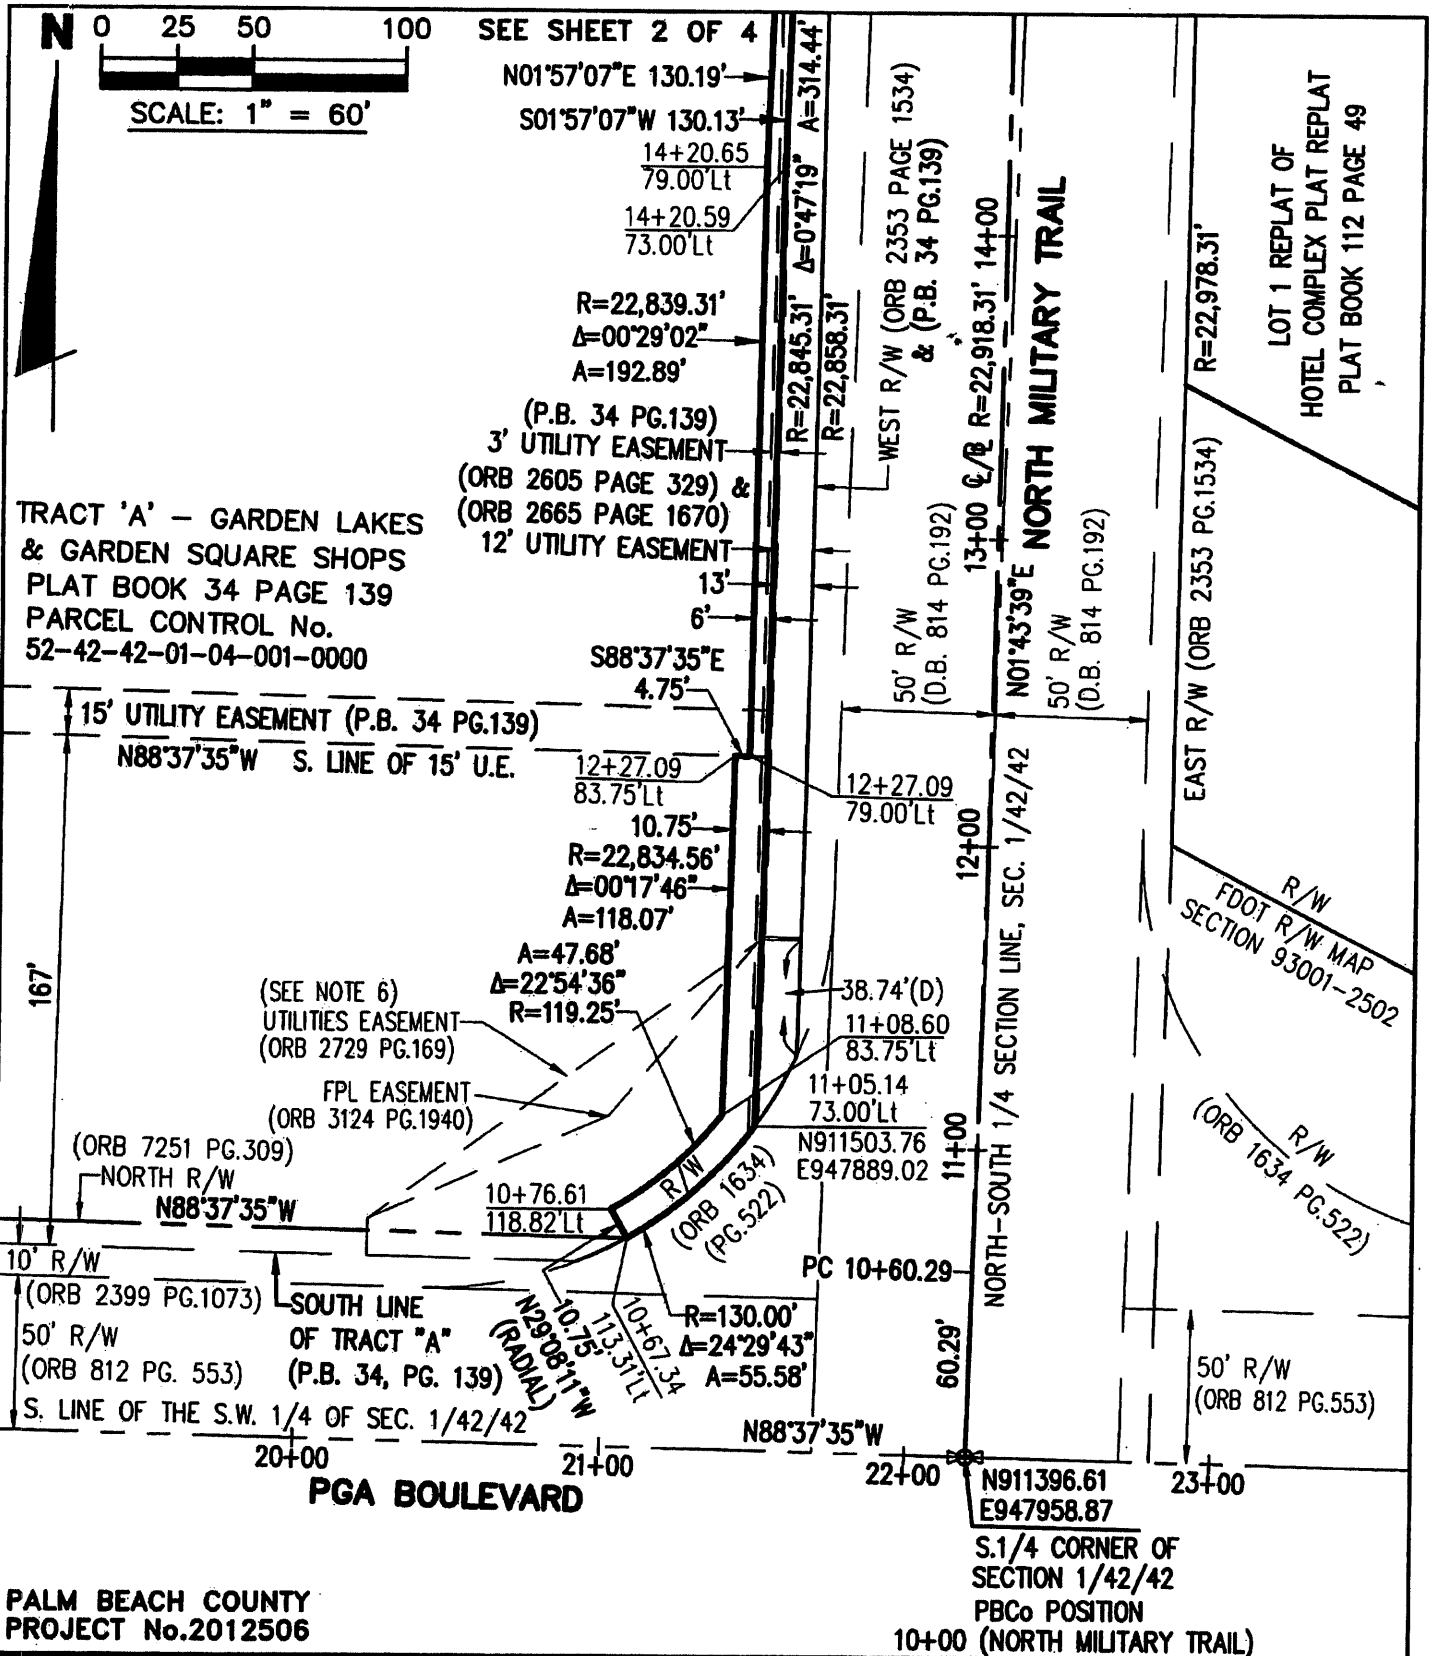 N
0 25 50 100
SCALE: 1" = 60'
SEE SHEET 2 OF 4
N01°57'07"E 130.19'
S01°57'07"W 130.13'
14+20.65
79.00'Lt
14+20.59
73.00'Lt
R=22,839.31'
Δ=00°29'02"
A=192.89'
(P.B. 34 PG.139)
3' UTILITY EASEMENT
(ORB 2605 PAGE 329) &
(ORB 2665 PAGE 1670)
12' UTILITY EASEMENT
13'
6'
S88°37'35"E
4.75'
R=22,845.31' Δ=0°47'19" A=314.44'
R=22,858.31'
WEST R/W (ORB 2353 PAGE 1534)
& (P.B. 34 PG.139)
50' R/W
(D.B. 814 PG.192)
13+00 ℄/B͟L R=22,918.31' 14+00
N01°43'39"E NORTH MILITARY TRAIL
50' R/W
(D.B. 814 PG.192)
EAST R/W (ORB 2353 PG.1534)
R=22,978.31'
LOT 1 REPLAT OF
HOTEL COMPLEX PLAT REPLAT
PLAT BOOK 112 PAGE 49
TRACT 'A' – GARDEN LAKES
& GARDEN SQUARE SHOPS
PLAT BOOK 34 PAGE 139
PARCEL CONTROL No.
52-42-42-01-04-001-0000
15' UTILITY EASEMENT (P.B. 34 PG.139)
N88°37'35"W S. LINE OF 15' U.E.
12+27.09
83.75'Lt
12+27.09
79.00'Lt
10.75'
R=22,834.56'
Δ=00°17'46"
A=118.07'
A=47.68'
Δ=22°54'36"
R=119.25'
167'
(SEE NOTE 6)
UTILITIES EASEMENT
(ORB 2729 PG.169)
FPL EASEMENT
(ORB 3124 PG.1940)
38.74'(D)
11+08.60
83.75'Lt
11+05.14
73.00'Lt
N911503.76
E947889.02
12+00
11+00
NORTH-SOUTH 1/4 SECTION LINE, SEC. 1/42/42
R/W
FDOT R/W MAP
SECTION 93001-2502
R/W
(ORB 1634 PG.522)
(ORB 7251 PG.309)
NORTH R/W
N88°37'35"W
10+76.61
118.82'Lt
R/W
(ORB 1634)
(PG.522)
PC 10+60.29
60.29'
10' R/W
(ORB 2399 PG.1073)
50' R/W
(ORB 812 PG. 553)
SOUTH LINE
OF TRACT "A"
(P.B. 34, PG. 139)
N29°08'11"W
(RADIAL)
10.75'
10+67.34
113.31'Lt
R=130.00'
Δ=24°29'43"
A=55.58'
50' R/W
(ORB 812 PG.553)
S. LINE OF THE S.W. 1/4 OF SEC. 1/42/42
N88°37'35"W
20+00
21+00
22+00
23+00
PGA BOULEVARD
N911396.61
E947958.87
S.1/4 CORNER OF
SECTION 1/42/42
PBCo POSITION
10+00 (NORTH MILITARY TRAIL)
PALM BEACH COUNTY
PROJECT No.2012506